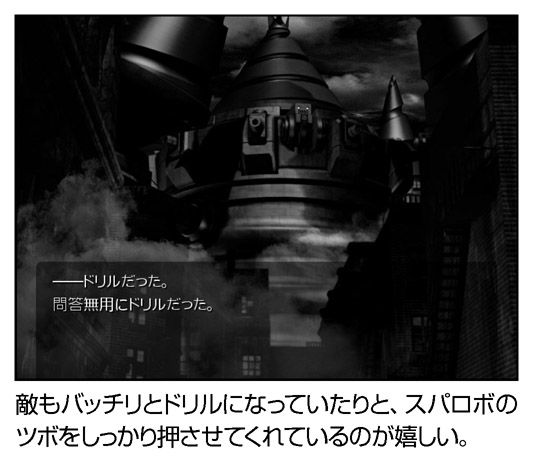 ━━ドリルだった。
問答無用にドリルだった。
敵もバッチリとドリルになっていたりと、スパロボの
ツボをしっかり押させてくれているのが嬉しい。